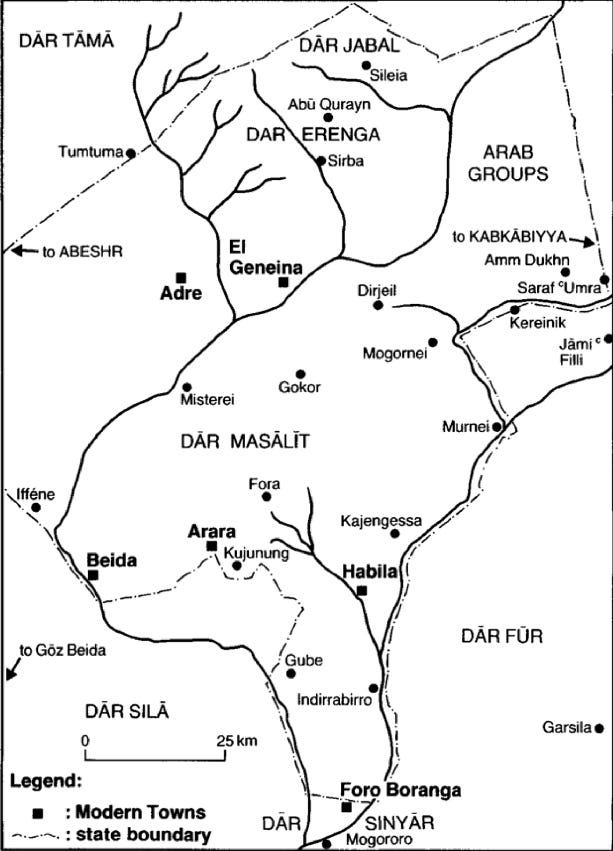 DĀR TĀMĀ
DĀR JABAL
Sileia
Abū Qurayn
DAR ERENGA
Tumtuma
Sirba
ARAB
GROUPS
to ABESHR
to KABKĀBIYYA
El
Geneina
Amm Dukhn
Adre
Saraf ᶜUmra
Dirjeil
Kereinik
Mogornei
Jāmiᶜ
Filli
Misterei
Gokor
Murnei
DĀR MASĀLĪT
Fora
Ifféne
Kajengessa
Arara
Kujunung
Beida
Habila
DĀR FŪR
to Gōz Beida
Gube
Indirrabirro
DĀR SILĀ
Garsila
0 25 km
Legend:
: Modern Towns
: state boundary
Foro Boranga
DĀR SINYĀR
Mogororo